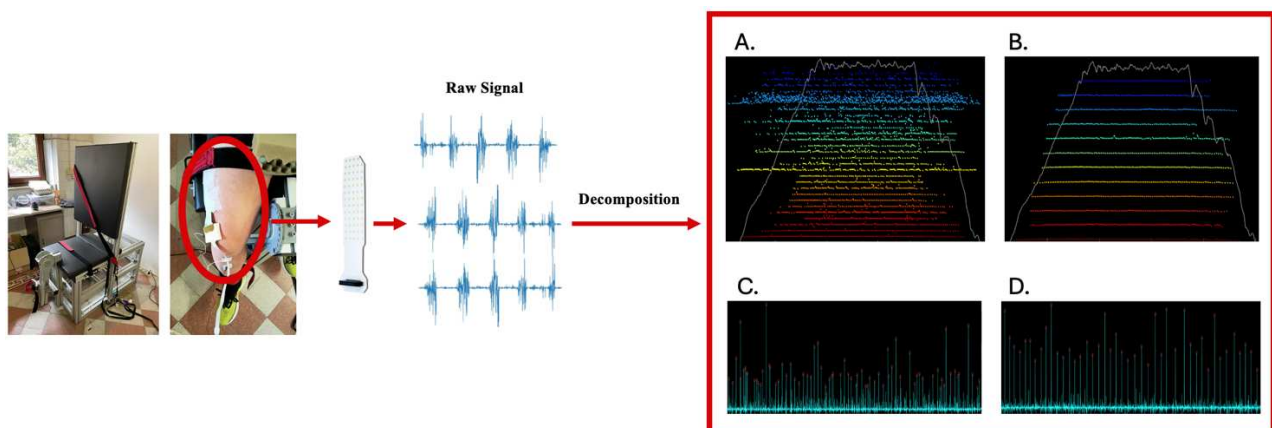 Raw Signal
Decomposition
A.
B.
C.
D.